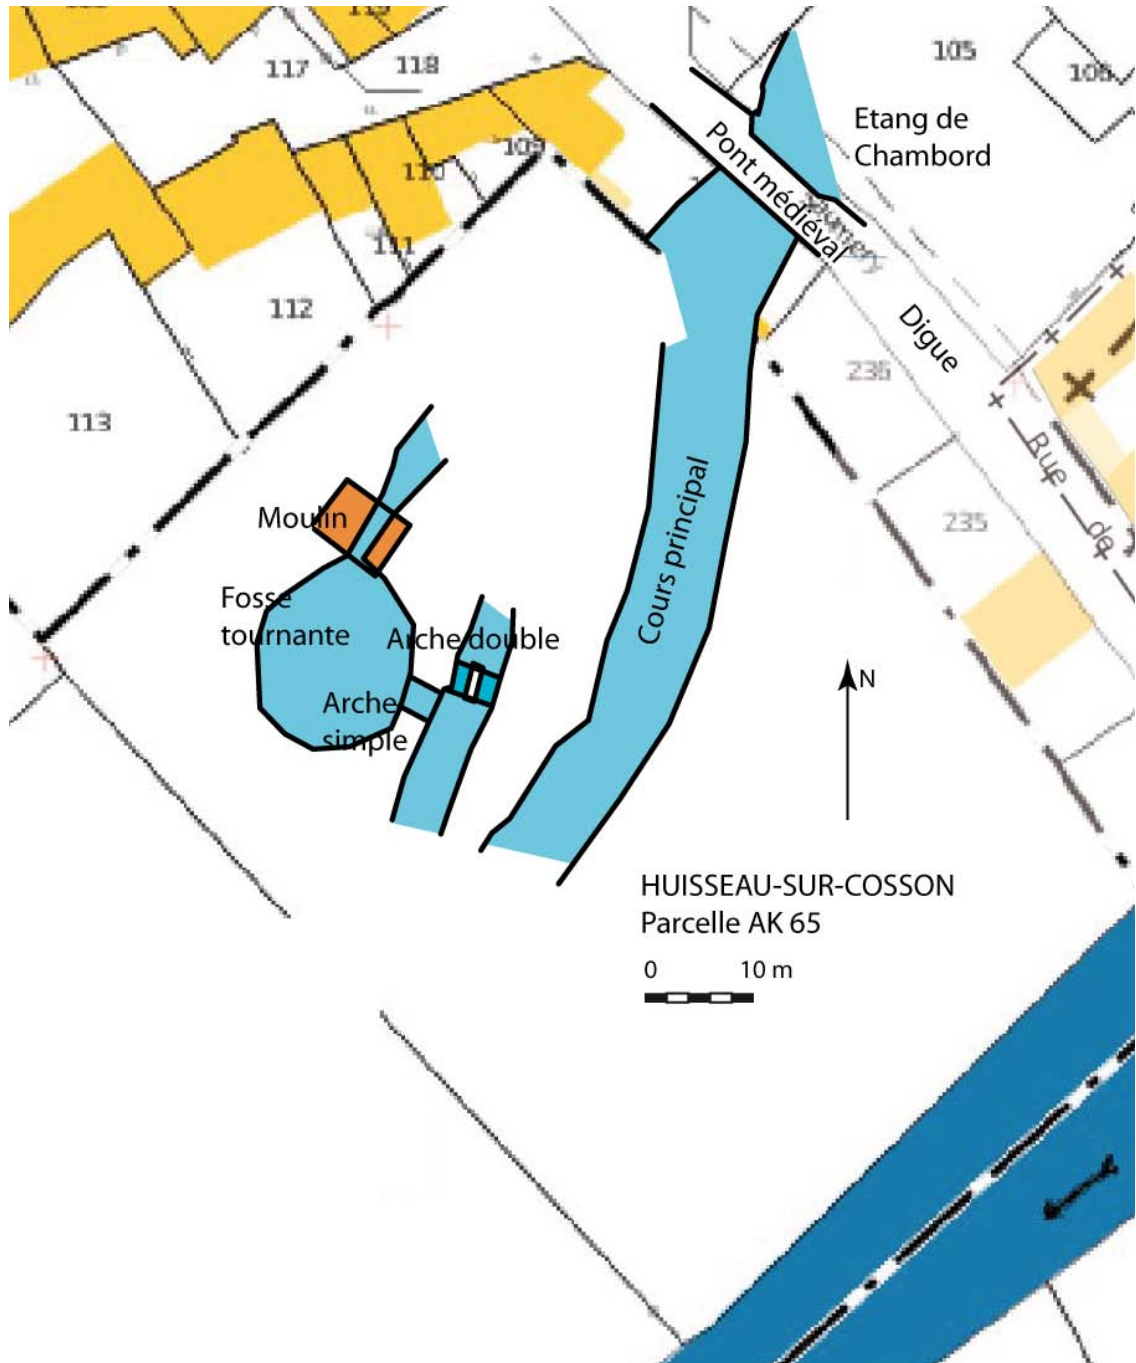 117
118
105
106
Etang de
Chambord
Pont médiéval
109
110
111
112
113
Digue
236
Rue de
235
Moulin
Fosse
tournante
Arche double
Arche
simple
Cours principal
N
HUISSEAU-SUR-COSSON
Parcelle AK 65
0 10 m